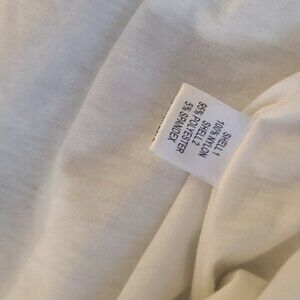 SHELL 1
100% NYLON
SHELL 2
95% POLYESTER
5% SPANDEX